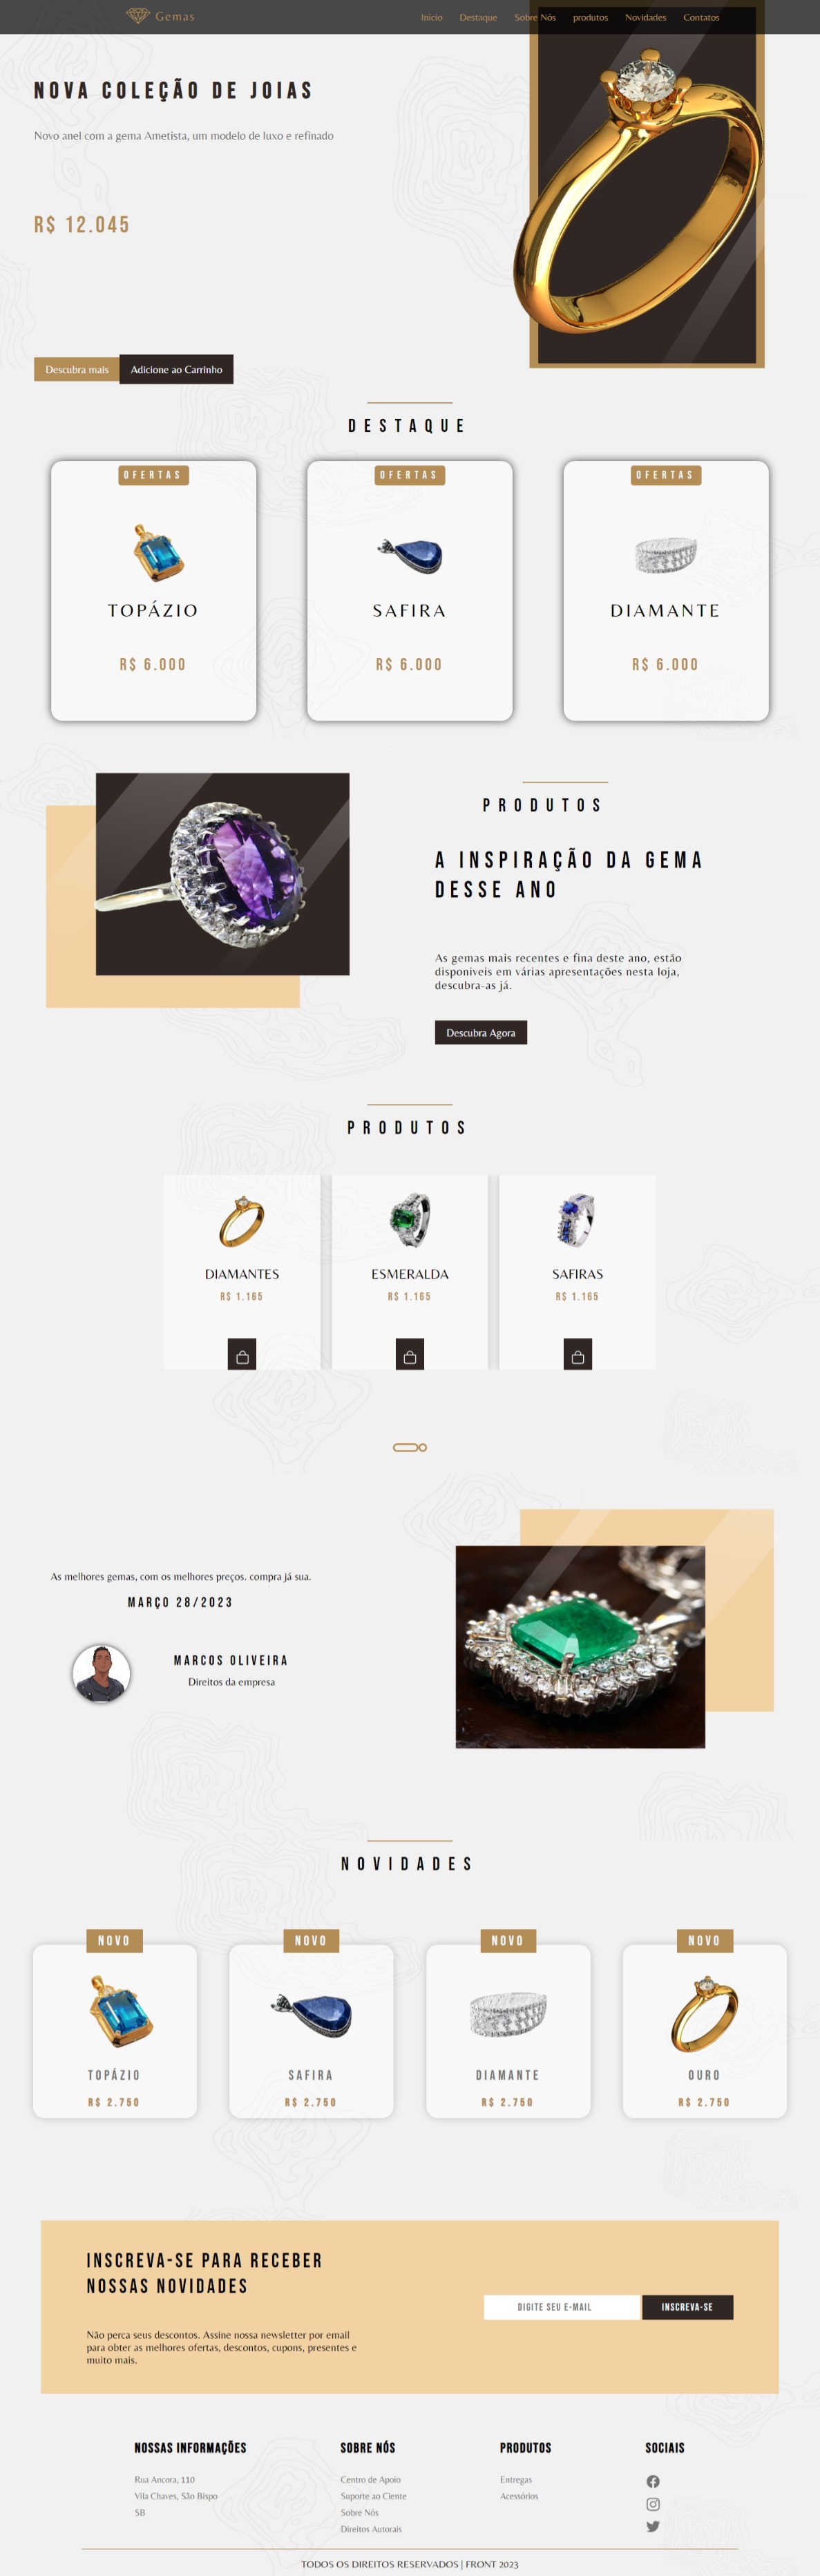 Gemas
Início Destaque Sobre Nós produtos Novidades Contatos
NOVA COLEÇÃO DE JOIAS
Novo anel com a gema Ametista, um modelo de luxo e refinado
R$ 12.045
Descubra mais Adicione ao Carrinho
DESTAQUE
OFERTAS
TOPÁZIO
R$ 6.000
OFERTAS
SAFIRA
R$ 6.000
OFERTAS
DIAMANTE
R$ 6.000
PRODUTOS
A INSPIRAÇÃO DA GEMA
DESSE ANO
As gemas mais recentes e fina deste ano, estão
disponiveis em várias apresentações nesta loja,
descubra-as já.
Descubra Agora
PRODUTOS
DIAMANTES
R$ 1.165
ESMERALDA
R$ 1.165
SAFIRAS
R$ 1.165
As melhores gemas, com os melhores preços. compra já sua.
MARÇO 28/2023
MARCOS OLIVEIRA
Direitos da empresa
NOVIDADES
NOVO
TOPÁZIO
R$ 2.750
NOVO
SAFIRA
R$ 2.750
NOVO
DIAMANTE
R$ 2.750
NOVO
OURO
R$ 2.750
INSCREVA-SE PARA RECEBER
NOSSAS NOVIDADES
Não perca seus descontos. Assine nossa newsletter por email
para obter as melhores ofertas, descontos, cupons, presentes e
muito mais.
DIGITE SEU E-MAIL
INSCREVA-SE
NOSSAS INFORMAÇÕES
Rua Ancora, 110
Vila Chaves, São Bispo
SB
SOBRE NÓS
Centro de Apoio
Suporte ao Ciente
Sobre Nós
Direitos Autorais
PRODUTOS
Entregas
Acessórios
SOCIAIS
TODOS OS DIREITOS RESERVADOS | FRONT 2023